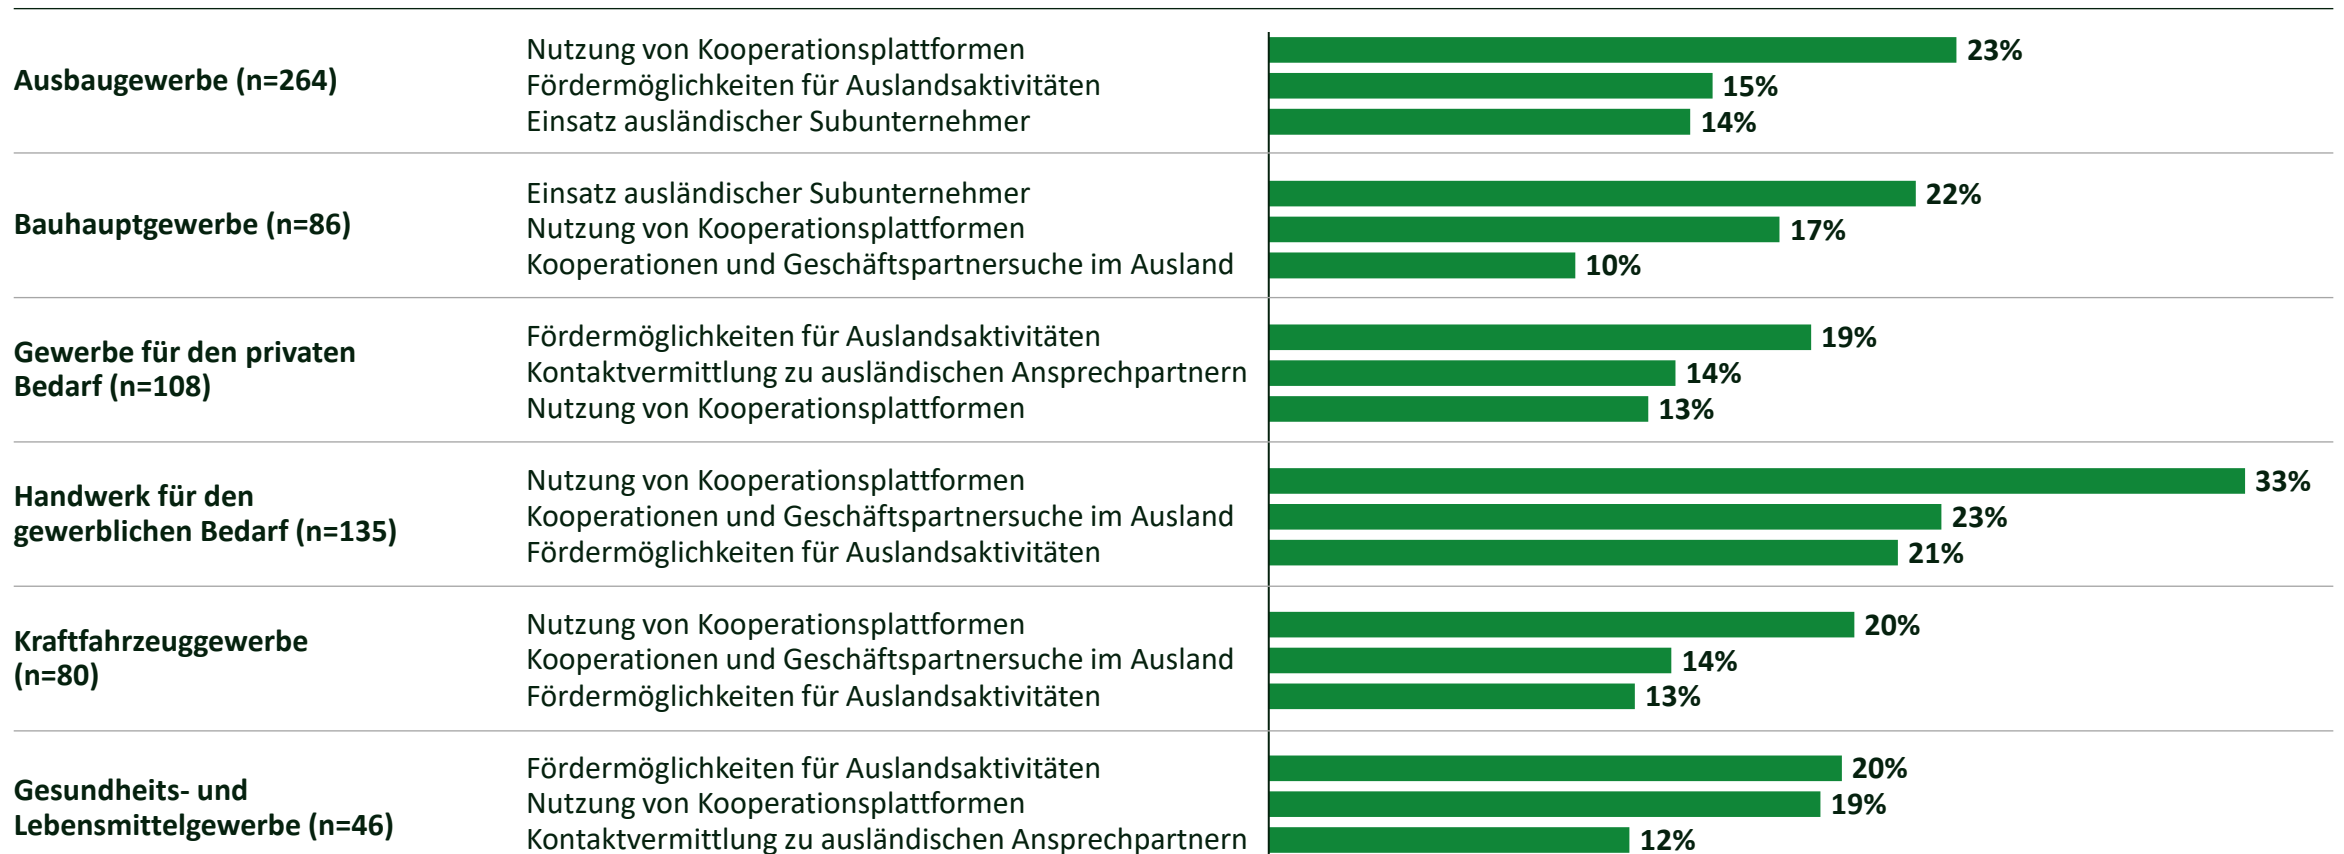 Ausbaugewerbe (n=264)
Nutzung von Kooperationsplattformen 23%
Fördermöglichkeiten für Auslandsaktivitäten 15%
Einsatz ausländischer Subunternehmer 14%
Bauhauptgewerbe (n=86)
Einsatz ausländischer Subunternehmer 22%
Nutzung von Kooperationsplattformen 17%
Kooperationen und Geschäftspartnersuche im Ausland 10%
Gewerbe für den privaten
Bedarf (n=108)
Fördermöglichkeiten für Auslandsaktivitäten 19%
Kontaktvermittlung zu ausländischen Ansprechpartnern 14%
Nutzung von Kooperationsplattformen 13%
Handwerk für den
gewerblichen Bedarf (n=135)
Nutzung von Kooperationsplattformen 33%
Kooperationen und Geschäftspartnersuche im Ausland 23%
Fördermöglichkeiten für Auslandsaktivitäten 21%
Kraftfahrzeuggewerbe
(n=80)
Nutzung von Kooperationsplattformen 20%
Kooperationen und Geschäftspartnersuche im Ausland 14%
Fördermöglichkeiten für Auslandsaktivitäten 13%
Gesundheits- und
Lebensmittelgewerbe (n=46)
Fördermöglichkeiten für Auslandsaktivitäten 20%
Nutzung von Kooperationsplattformen 19%
Kontaktvermittlung zu ausländischen Ansprechpartnern 12%